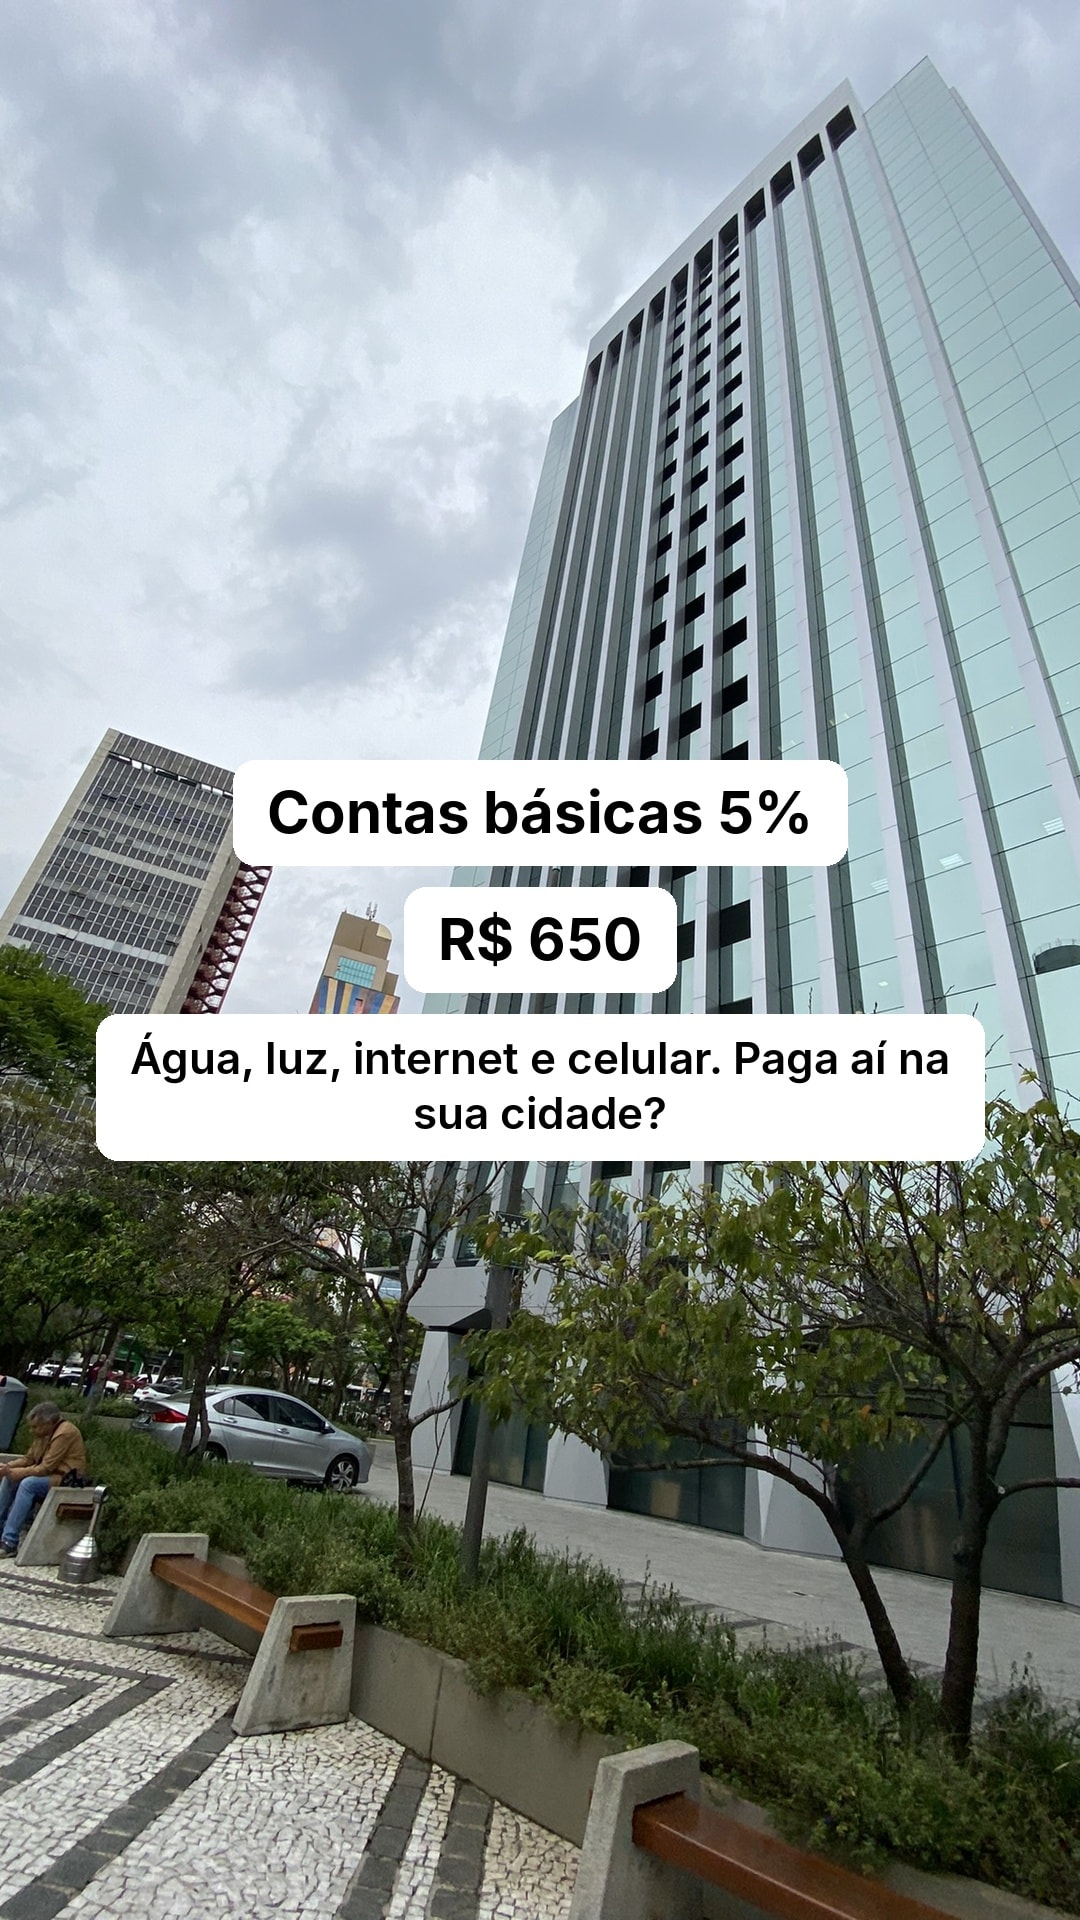 Contas básicas 5%
R$ 650
Água, luz, internet e celular. Paga aí na
sua cidade?